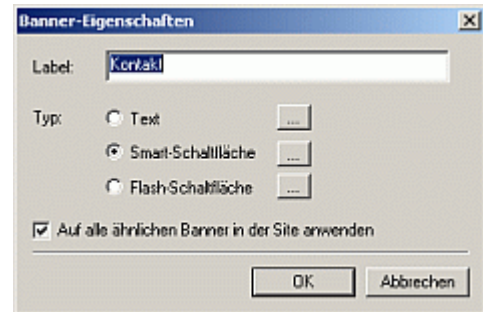 Banner-Eigenschaften
Label: Kontakt
Typ: Text ...
Smart-Schaltfläche ...
Flash-Schaltfläche ...
Auf alle ähnlichen Banner in der Site anwenden
OK Abbrechen